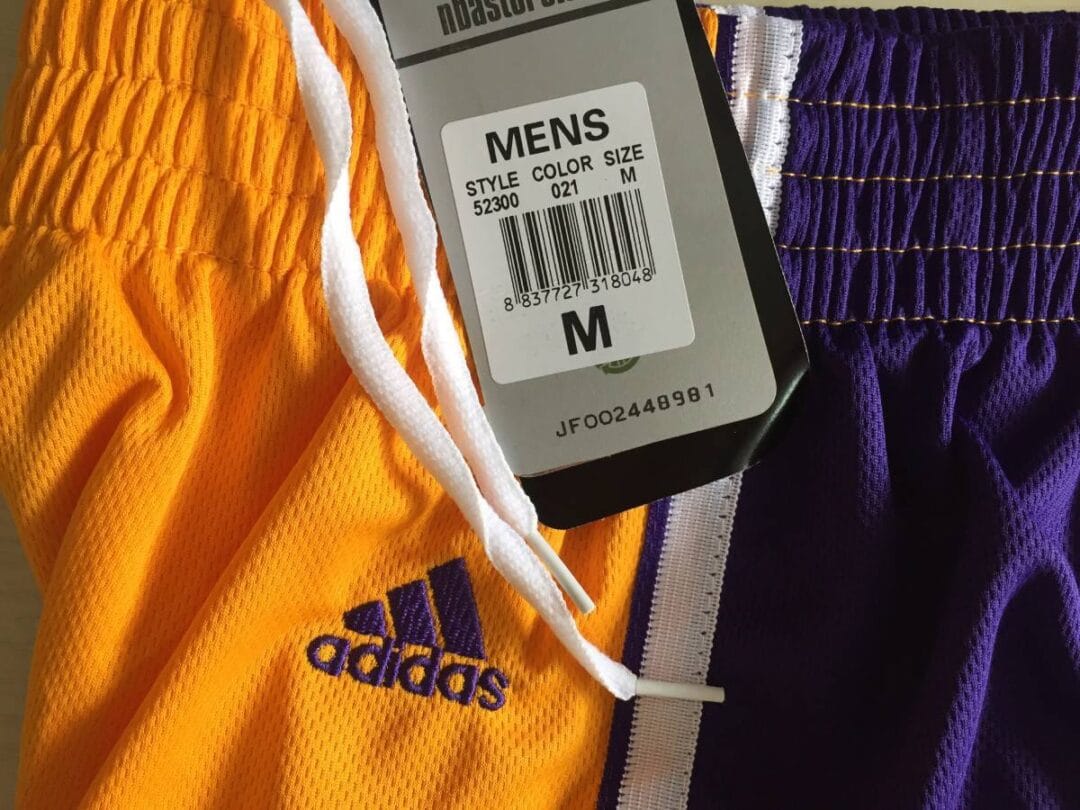 MENS
STYLE COLOR SIZE
52300 021 M
8 837727 318048
M
JF002448981
adidas